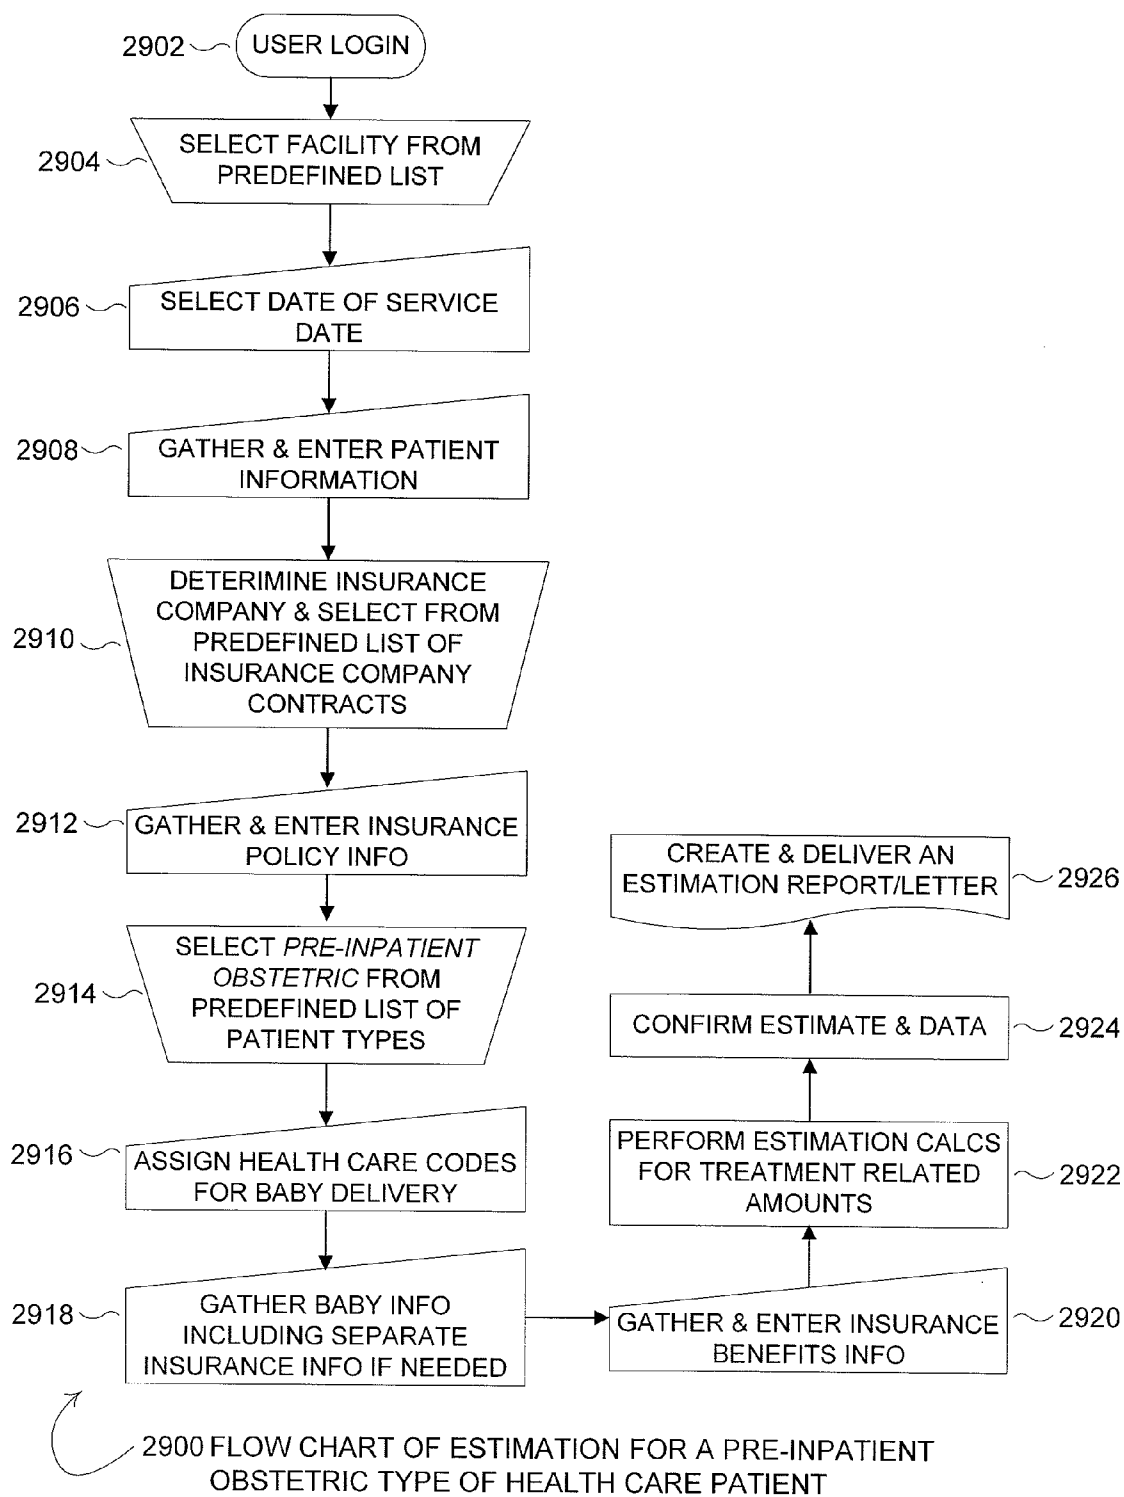 2902
USER LOGIN
2904
SELECT FACILITY FROM
PREDEFINED LIST
2906
SELECT DATE OF SERVICE
DATE
2908
GATHER & ENTER PATIENT
INFORMATION
2910
DETERIMINE INSURANCE
COMPANY & SELECT FROM
PREDEFINED LIST OF
INSURANCE COMPANY
CONTRACTS
2912
GATHER & ENTER INSURANCE
POLICY INFO
2914
SELECT PRE-INPATIENT
OBSTETRIC FROM
PREDEFINED LIST OF
PATIENT TYPES
2916
ASSIGN HEALTH CARE CODES
FOR BABY DELIVERY
2918
GATHER BABY INFO
INCLUDING SEPARATE
INSURANCE INFO IF NEEDED
GATHER & ENTER INSURANCE
BENEFITS INFO
2920
PERFORM ESTIMATION CALCS
FOR TREATMENT RELATED
AMOUNTS
2922
CONFIRM ESTIMATE & DATA
2924
CREATE & DELIVER AN
ESTIMATION REPORT/LETTER
2926
2900 FLOW CHART OF ESTIMATION FOR A PRE-INPATIENT
OBSTETRIC TYPE OF HEALTH CARE PATIENT